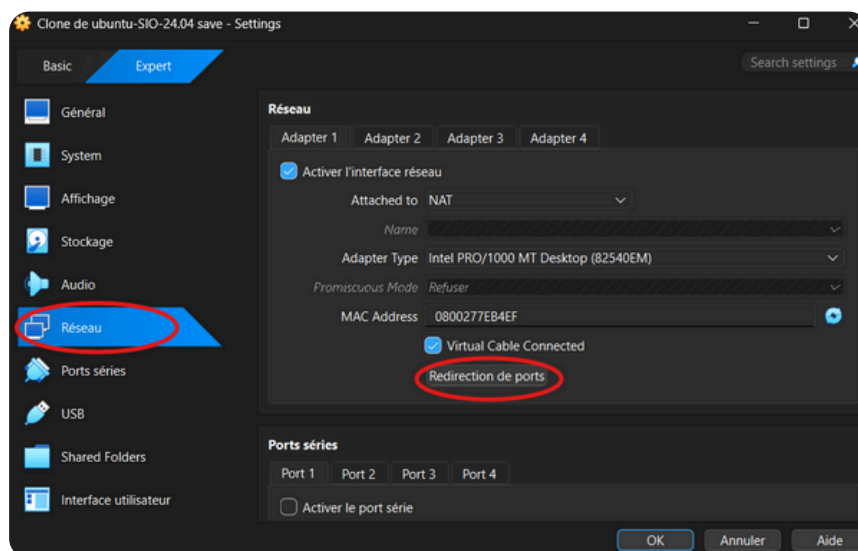 Clone de ubuntu-SIO-24.04 save - Settings
Basic Expert Search settings
Général
System
Affichage
Stockage
Audio
Réseau
Ports séries
USB
Shared Folders
Interface utilisateur
Réseau
Adapter 1 Adapter 2 Adapter 3 Adapter 4
Activer l'interface réseau
Attached to NAT
Name
Adapter Type Intel PRO/1000 MT Desktop (82540EM)
Promiscuous Mode Refuser
MAC Address 0800277EB4EF
Virtual Cable Connected
Redirection de ports
Ports séries
Port 1 Port 2 Port 3 Port 4
Activer le port série
OK Annuler Aide